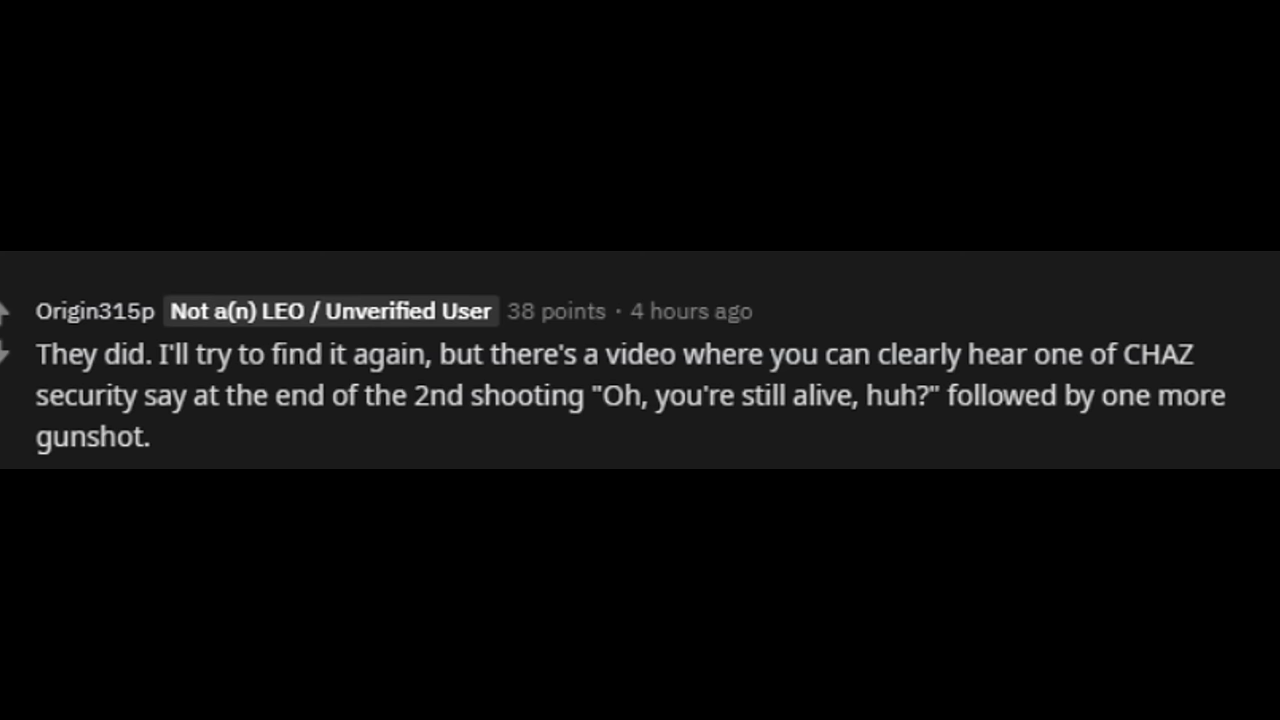 Origin315p Not a(n) LEO / Unverified User 38 points · 4 hours ago
They did. I'll try to find it again, but there's a video where you can clearly hear one of CHAZ
security say at the end of the 2nd shooting "Oh, you're still alive, huh?" followed by one more
gunshot.